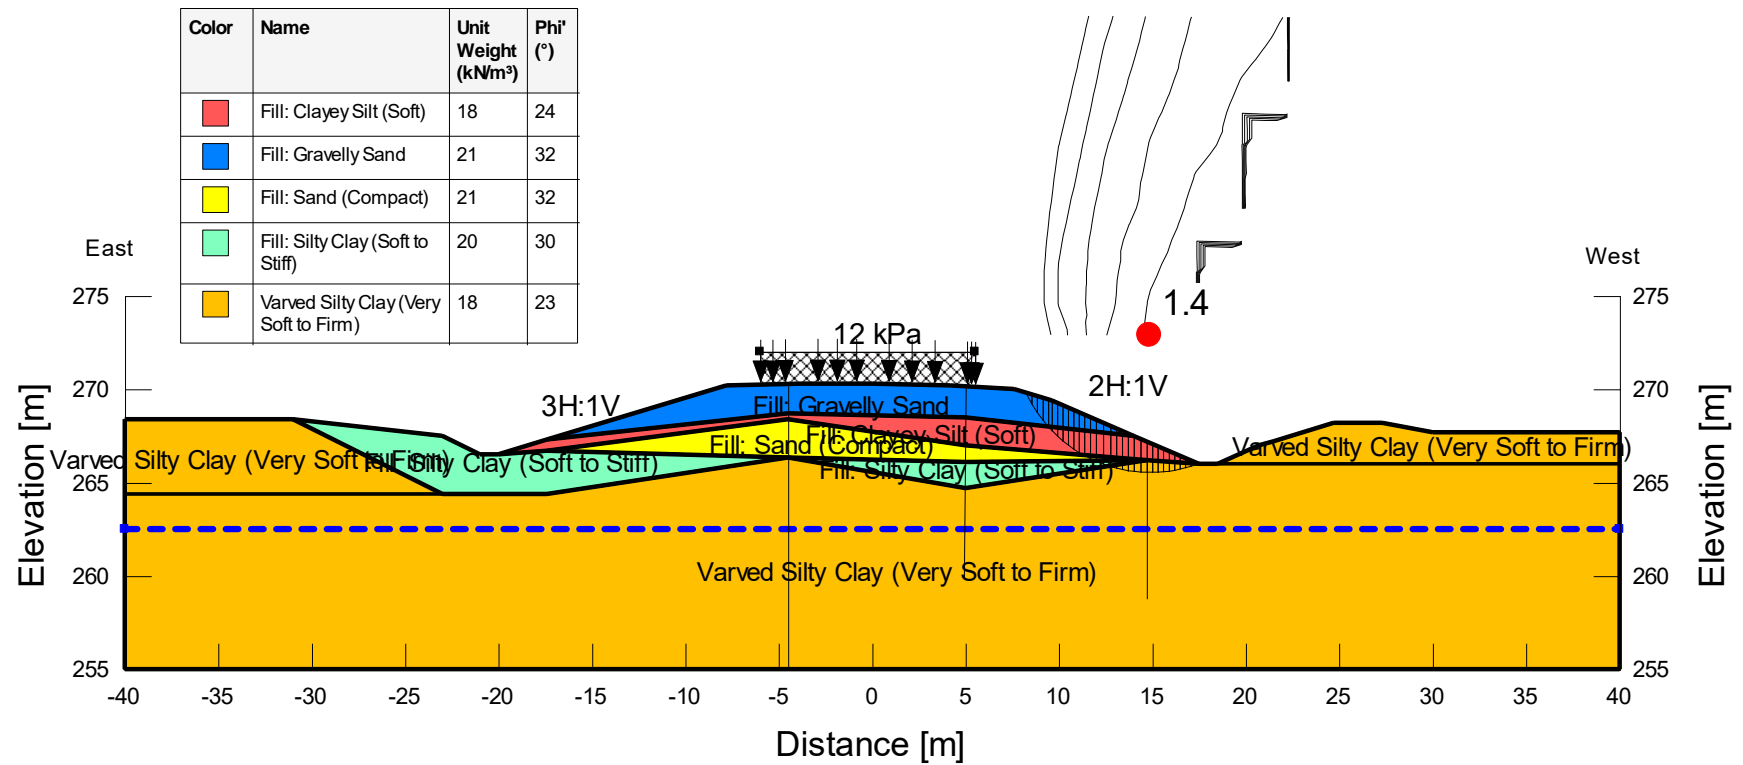 Color Name Unit Weight (kN/m³) Phi' (°)
Fill: Clayey Silt (Soft) 18 24
Fill: Gravelly Sand 21 32
Fill: Sand (Compact) 21 32
Fill: Silty Clay (Soft to Stiff) 20 30
Varved Silty Clay (Very Soft to Firm) 18 23
East
West
275
275
1.4
12 kPa
270
270
2H:1V
3H:1V
Fill: Gravelly Sand
Fill: Clayey Silt (Soft)
Fill: Sand (Compact)
Varved Silty Clay (Very Soft to Firm)
Varved Silty Clay (Very Soft to Firm)
Fill: Silty Clay (Soft to Stiff)
Fill: Silty Clay (Soft to Stiff)
265
265
Varved Silty Clay (Very Soft to Firm)
260
260
255
255
Elevation [m]
Elevation [m]
-40 -35 -30 -25 -20 -15 -10 -5 0 5 10 15 20 25 30 35 40
Distance [m]